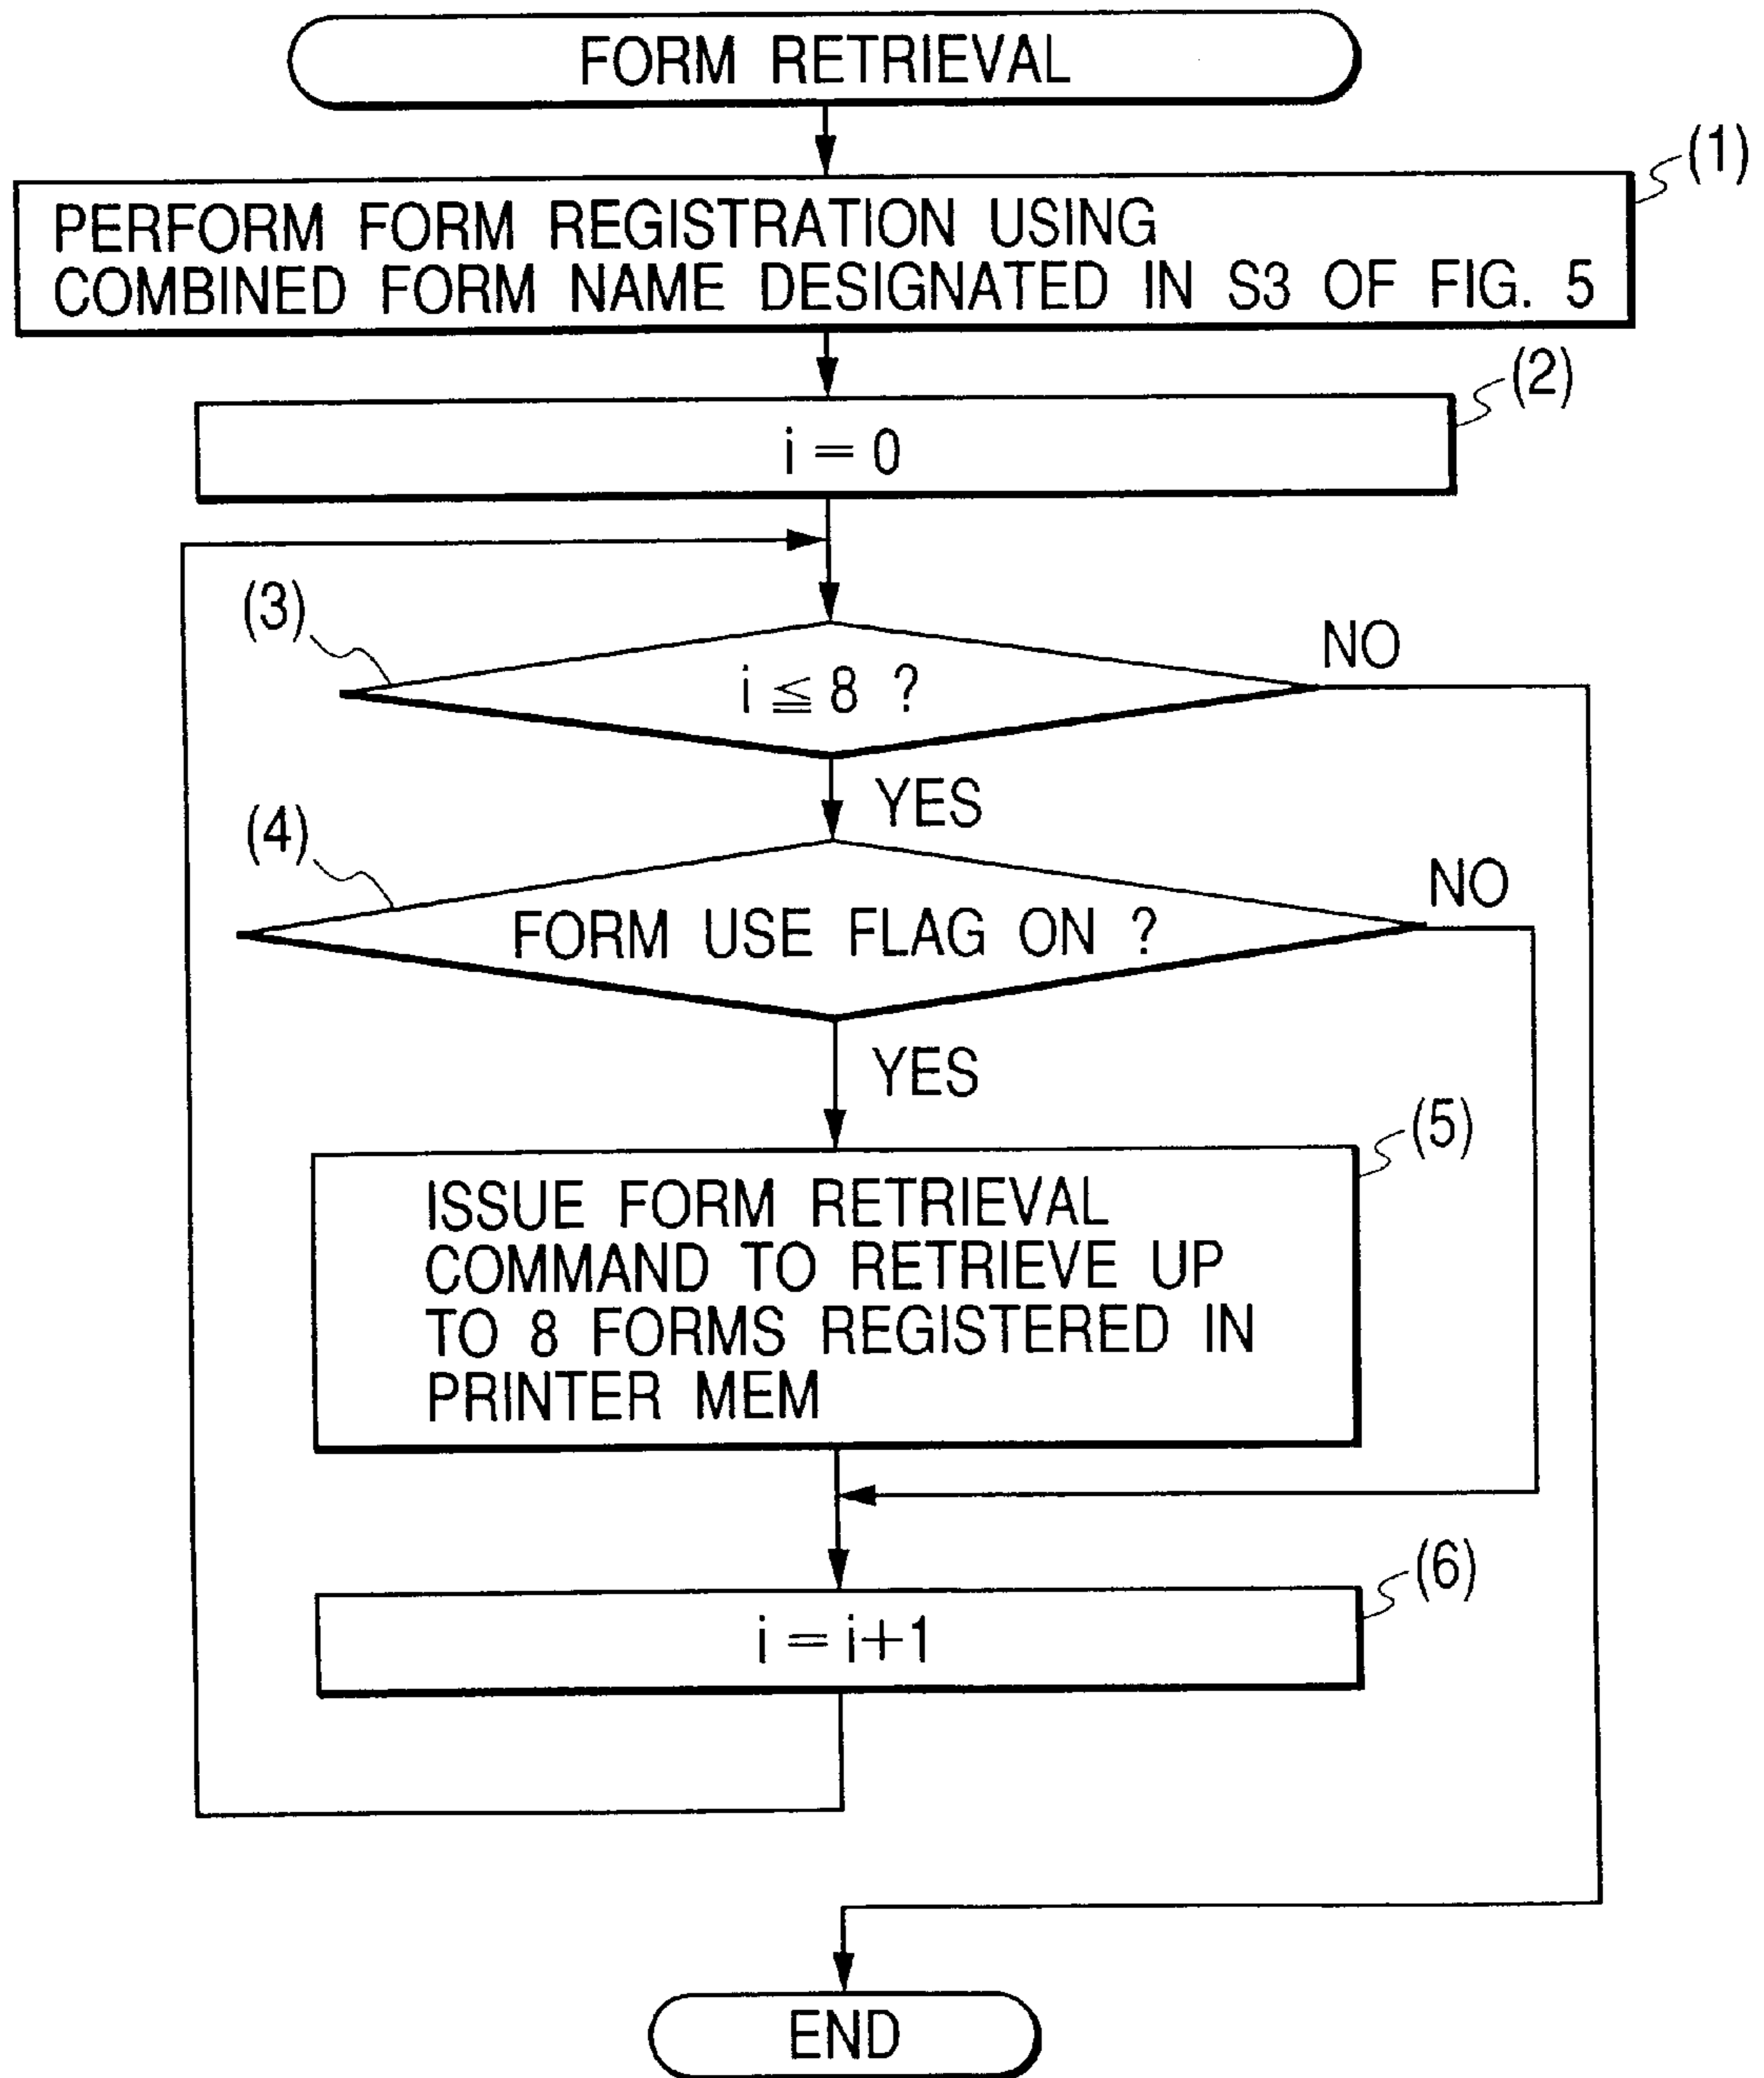 FORM RETRIEVAL
(1)
PERFORM FORM REGISTRATION USING
COMBINED FORM NAME DESIGNATED IN S3 OF FIG. 5
(2)
i = 0
(3)
i ≦ 8 ?
NO
YES
(4)
FORM USE FLAG ON ?
NO
YES
(5)
ISSUE FORM RETRIEVAL
COMMAND TO RETRIEVE UP
TO 8 FORMS REGISTERED IN
PRINTER MEM
(6)
i = i+1
END